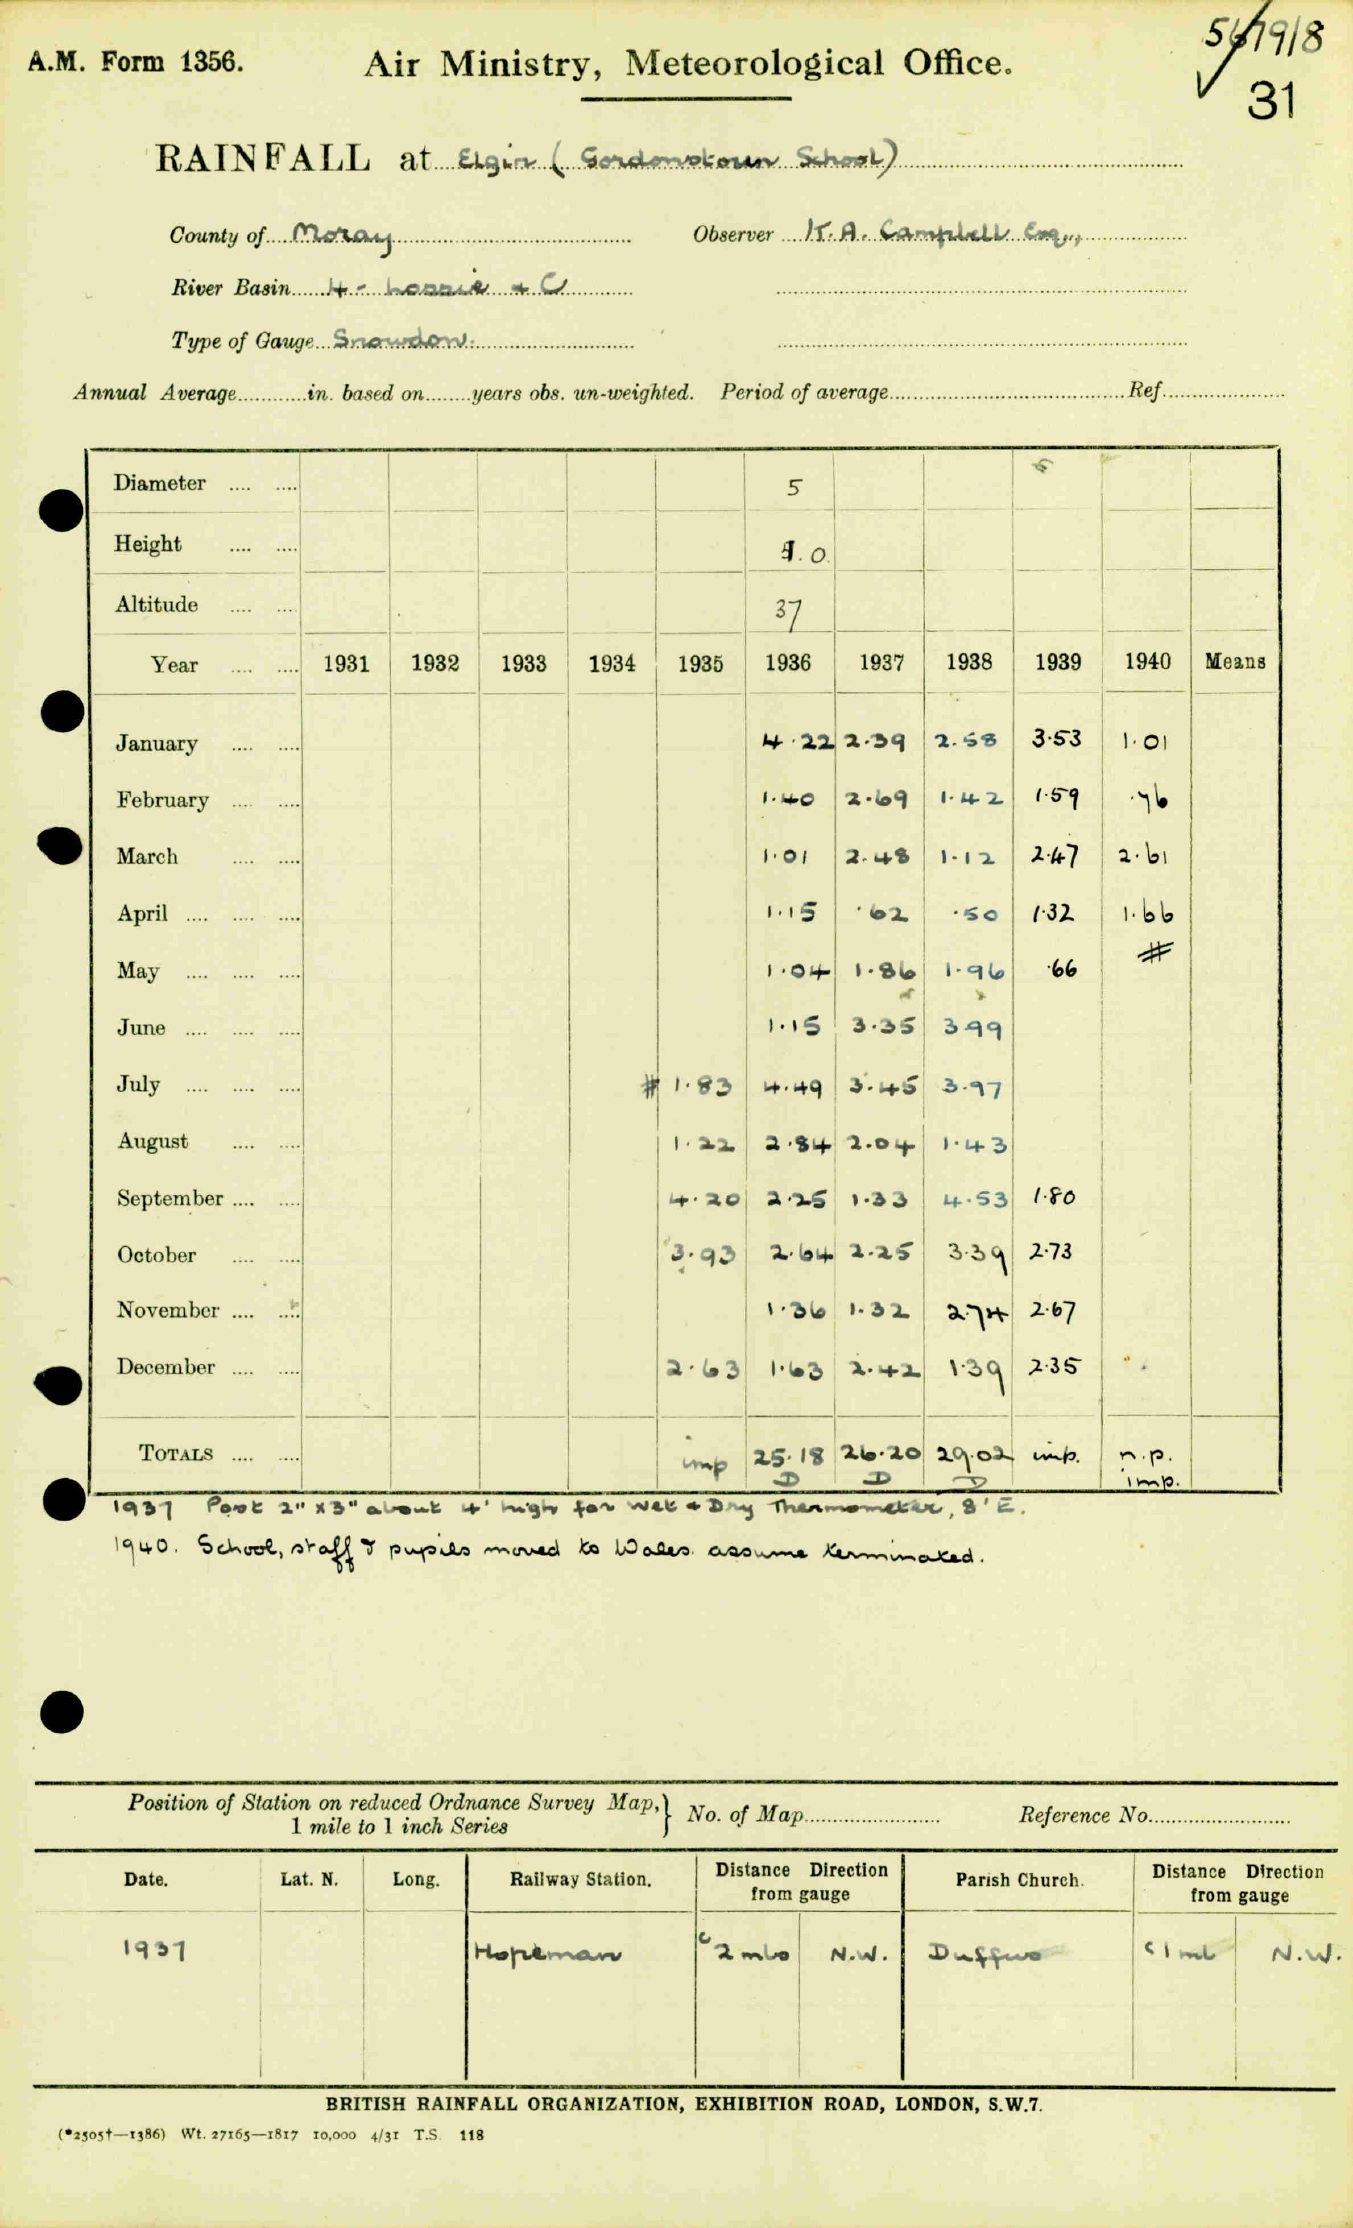 567918
A.M. Form 1356. Air Ministry, Meteorological Office.
31
RAINFALL at Elgin (Gordonstoun School)
County of Moray Observer K.A. Campbell Esq.,
River Basin 4 - Lossie & C
Type of Gauge Snowdon
Annual Average............in. based on........years obs. un-weighted. Period of average.......... Ref..........
Diameter .... .... 5
Height .... .... 1.0
Altitude .... .... 37
Year .... .... 1931 1932 1933 1934 1935 1936 1937 1938 1939 1940 Means
January .... .... 4.22 2.39 2.58 3.53 1.01
February .... .... 1.40 2.69 1.42 1.59 .76
March .... .... 1.01 2.48 1.12 2.47 2.61
April .... .... .... 1.15 .62 .50 1.32 1.66
May .... .... .... 1.04 1.86 1.96 .66 #
June .... .... .... 1.15 3.35 3.99
July .... .... .... # 1.83 4.49 3.45 3.97
August .... .... 1.22 2.84 2.04 1.43
September .... .... 4.20 2.25 1.33 4.53 1.80
October .... .... 3.93 2.64 2.25 3.39 2.73
November .... .... 1.36 1.32 2.74 2.67
December .... .... 2.63 1.63 2.42 1.39 2.35
TOTALS .... .... imp 25.18 26.20 29.02 imp. n.p.
D D D imp.
1937 Post 2" x 3" about 4' high for Wet & Dry Thermometer, 8' E.
1940. School, staff & pupils moved to Wales. assume terminated.
Position of Station on reduced Ordnance Survey Map, } No. of Map.......... Reference No..........
1 mile to 1 inch Series
Date. Lat. N. Long. Railway Station. Distance Direction Parish Church. Distance Direction
from gauge from gauge
1937 Hopeman c 2 mls N.W. Duffus c 1 ml N.W.
BRITISH RAINFALL ORGANIZATION, EXHIBITION ROAD, LONDON, S.W.7.
(*2505†—1386) Wt. 27165—1817 10,000 4/31 T.S. 118